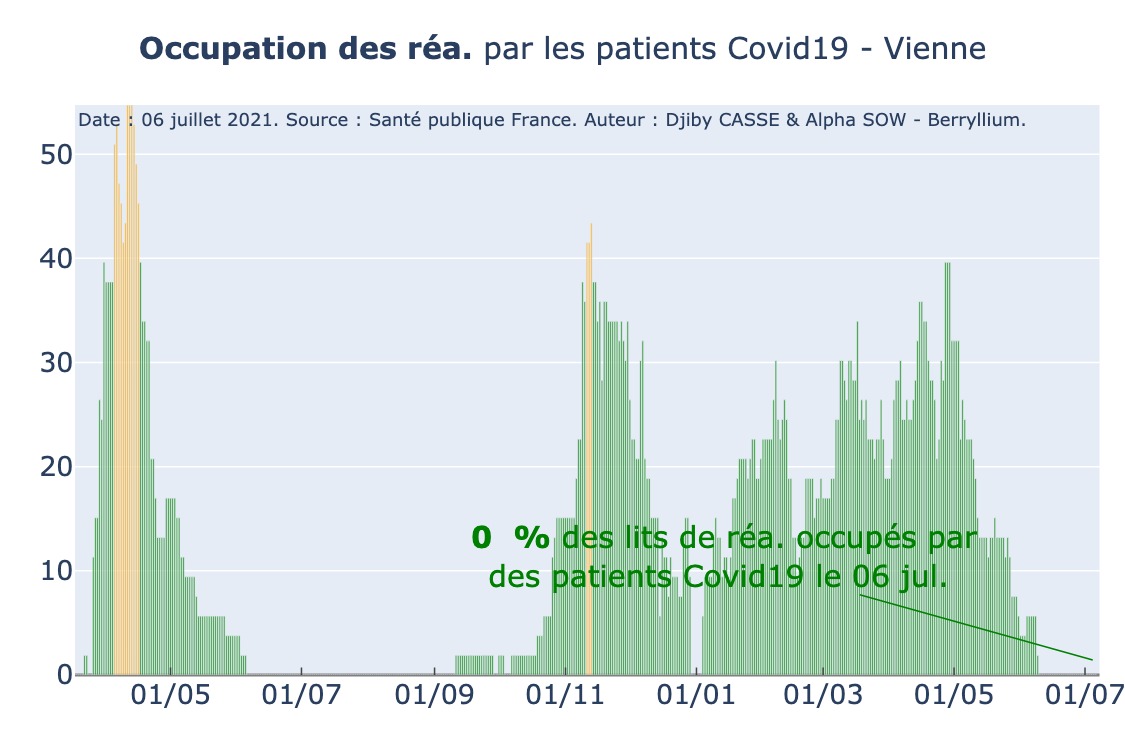 Occupation des réa. par les patients Covid19 - Vienne
Date : 06 juillet 2021. Source : Santé publique France. Auteur : Djiby CASSE & Alpha SOW - Berryllium.
50
40
30
20
10
0
0 % des lits de réa. occupés par
des patients Covid19 le 06 jul.
01/05 01/07 01/09 01/11 01/01 01/03 01/05 01/07